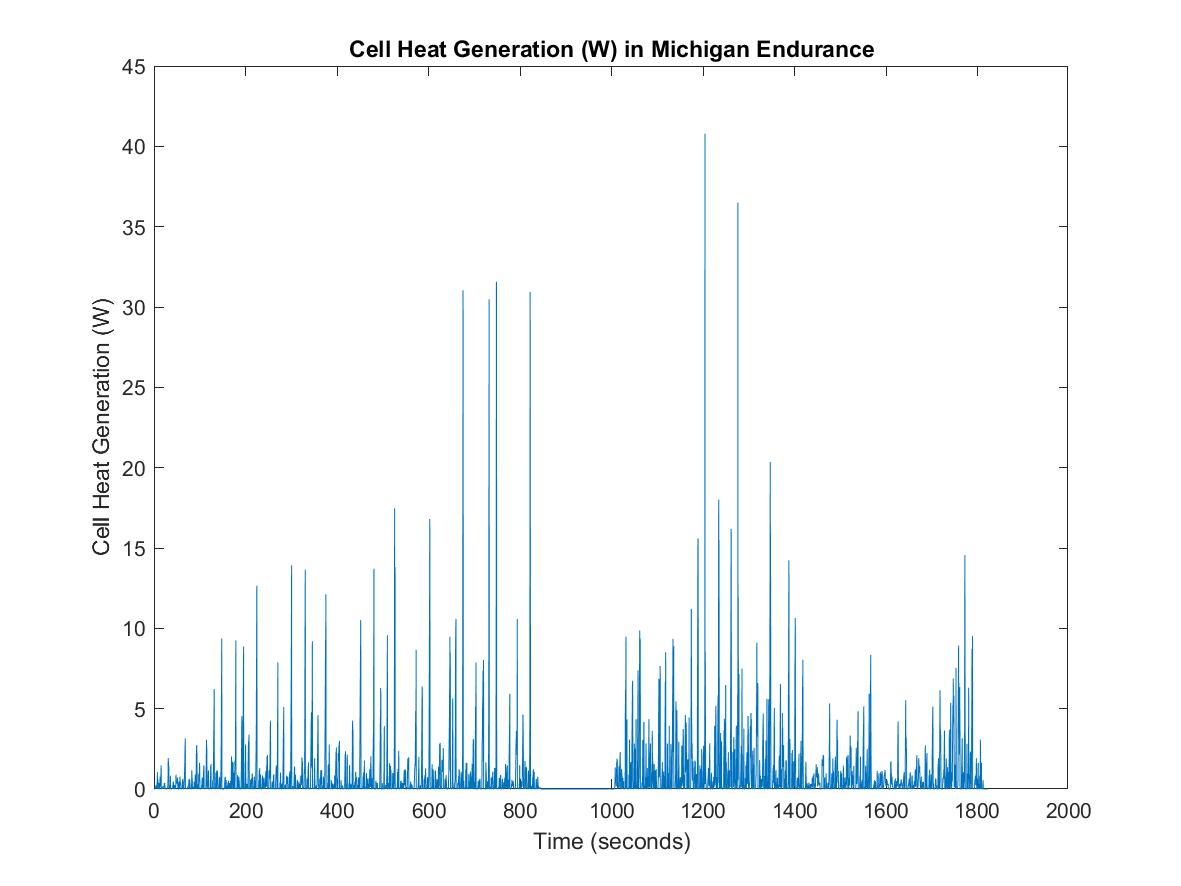 Cell Heat Generation (W) in Michigan Endurance
45
40
35
30
25
20
15
10
5
0
Cell Heat Generation (W)
0 200 400 600 800 1000 1200 1400 1600 1800 2000
Time (seconds)